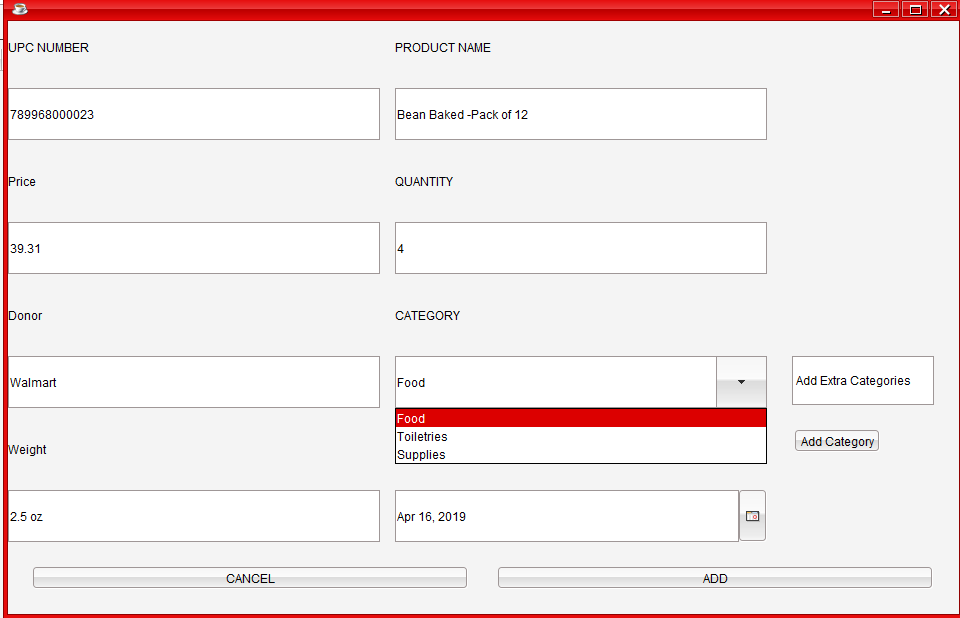 UPC NUMBER
PRODUCT NAME
789968000023
Bean Baked -Pack of 12
Price
QUANTITY
39.31
4
Donor
CATEGORY
Walmart
Food
Add Extra Categories
Food
Toiletries
Supplies
Add Category
Weight
2.5 oz
Apr 16, 2019
CANCEL
ADD